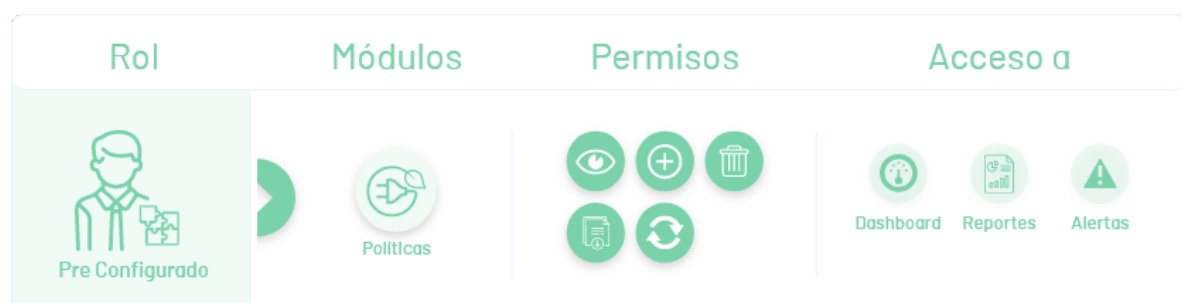 Rol
Módulos
Permisos
Acceso a
Pre Configurado
Políticas
Dashboard
Reportes
Alertas